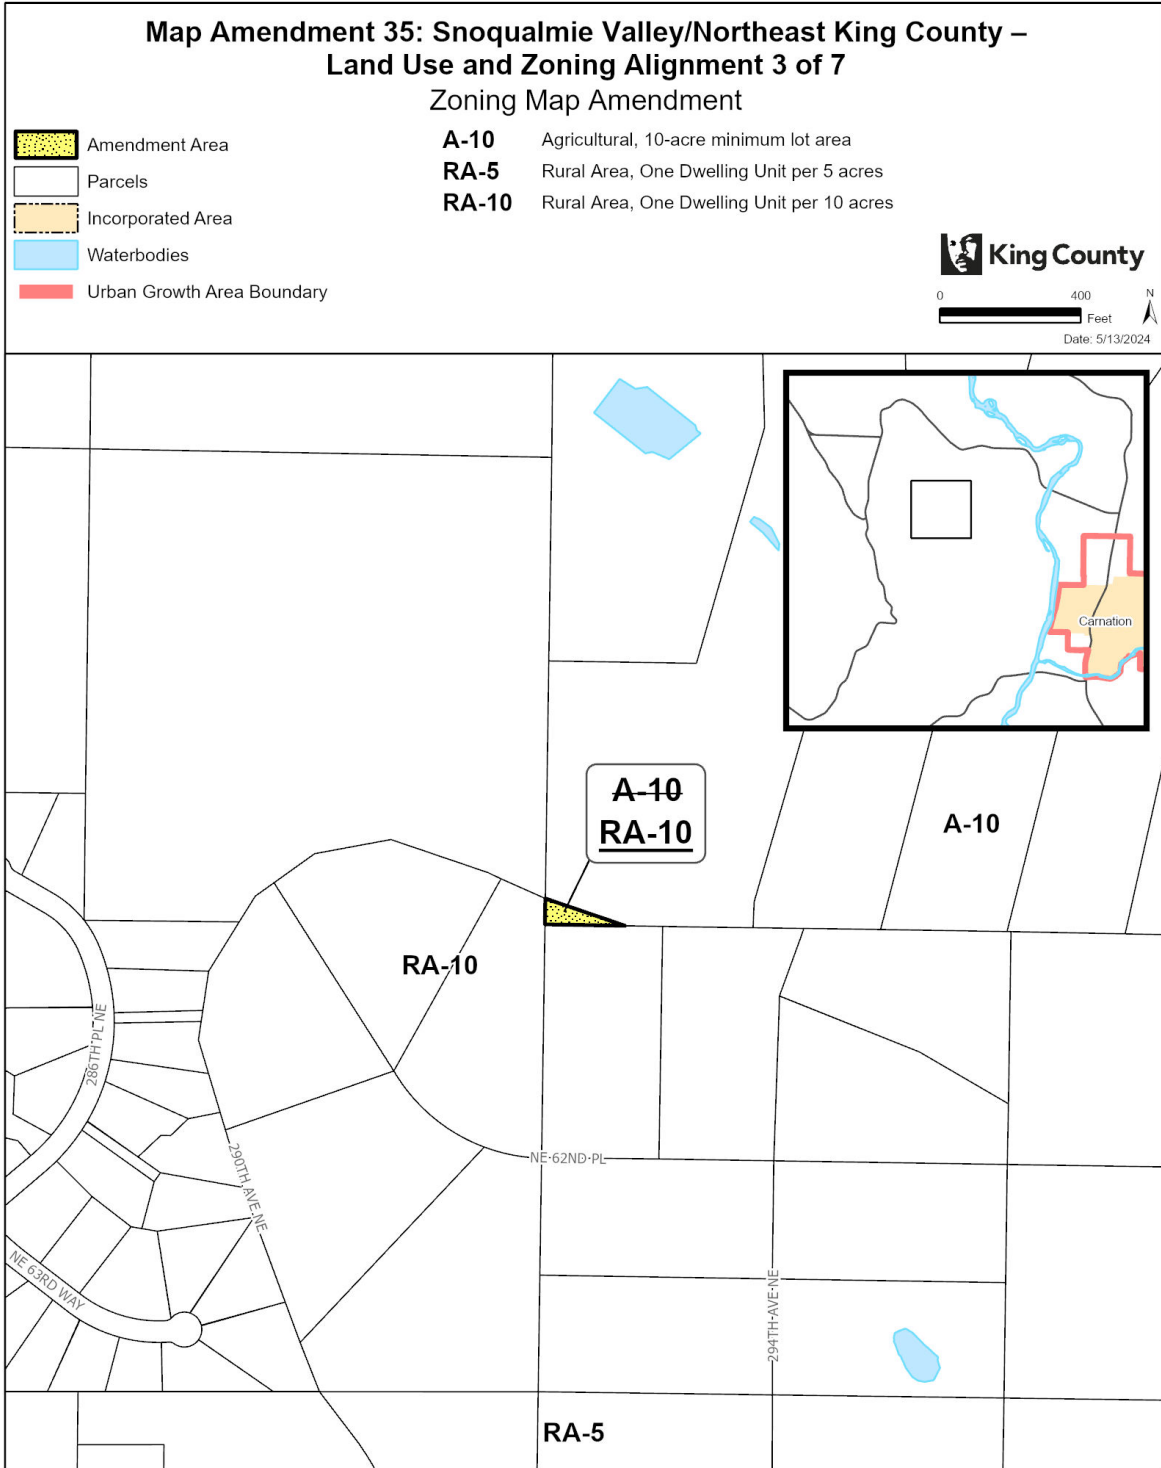 Map Amendment 35: Snoqualmie Valley/Northeast King County –
Land Use and Zoning Alignment 3 of 7
Zoning Map Amendment
Amendment Area
Parcels
Incorporated Area
Waterbodies
Urban Growth Area Boundary
A-10 Agricultural, 10-acre minimum lot area
RA-5 Rural Area, One Dwelling Unit per 5 acres
RA-10 Rural Area, One Dwelling Unit per 10 acres
King County
0 400
Feet
N
Date: 5/13/2024
Carnation
A-10
RA-10
A-10
RA-10
286TH PL NE
290TH AVE NE
NE 62ND PL
NE 63RD WAY
294TH AVE NE
RA-5